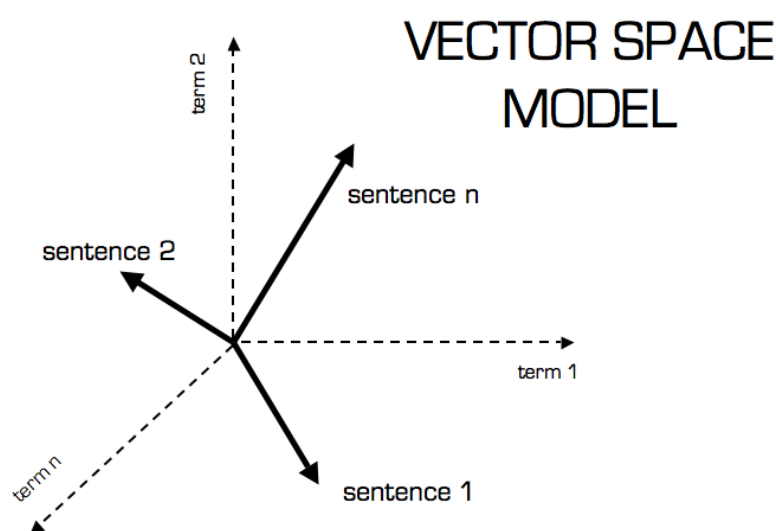 VECTOR SPACE
MODEL
term 2
sentence n
sentence 2
term 1
term n
sentence 1